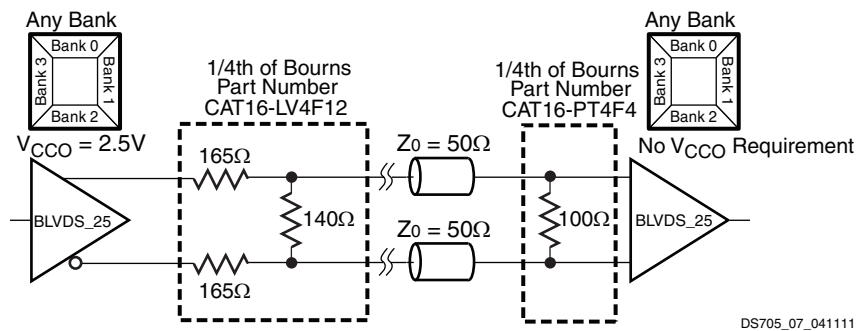 Any Bank
Bank 0
Bank 3
Bank 1
Bank 2
VCCO = 2.5V
1/4th of Bourns
Part Number
CAT16-LV4F12
165Ω
140Ω
165Ω
BLVDS_25
Z0 = 50Ω
Z0 = 50Ω
1/4th of Bourns
Part Number
CAT16-PT4F4
100Ω
Any Bank
Bank 0
Bank 3
Bank 1
Bank 2
No VCCO Requirement
BLVDS_25
DS705_07_041111